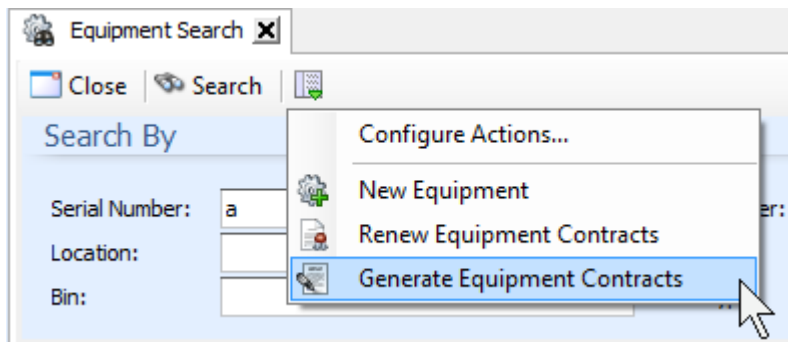 Equipment Search
Close Search
Search By
Configure Actions...
New Equipment
Serial Number: a er:
Renew Equipment Contracts
Location:
Generate Equipment Contracts
Bin: